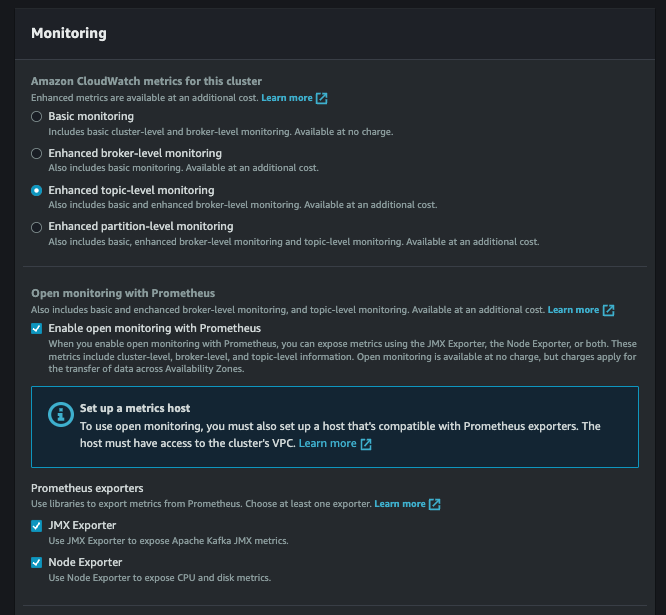 Monitoring
Amazon CloudWatch metrics for this cluster
Enhanced metrics are available at an additional cost. Learn more
Basic monitoring
Includes basic cluster-level and broker-level monitoring. Available at no charge.
Enhanced broker-level monitoring
Also includes basic monitoring. Available at an additional cost.
Enhanced topic-level monitoring
Also includes basic and enhanced broker-level monitoring. Available at an additional cost.
Enhanced partition-level monitoring
Also includes basic, enhanced broker-level monitoring and topic-level monitoring. Available at an additional cost.
Open monitoring with Prometheus
Also includes basic and enchanced broker-level monitoring, and topic-level monitoring. Available at an additional cost. Learn more
Enable open monitoring with Prometheus
When you enable open monitoring with Prometheus, you can expose metrics using the JMX Exporter, the Node Exporter, or both. These
metrics include cluster-level, broker-level, and topic-level information. Open monitoring is available at no charge, but charges apply for
the transfer of data across Availability Zones.
Set up a metrics host
To use open monitoring, you must also set up a host that's compatible with Prometheus exporters. The
host must have access to the cluster's VPC. Learn more
Prometheus exporters
Use libraries to export metrics from Prometheus. Choose at least one exporter. Learn more
JMX Exporter
Use JMX Exporter to expose Apache Kafka JMX metrics.
Node Exporter
Use Node Exporter to expose CPU and disk metrics.